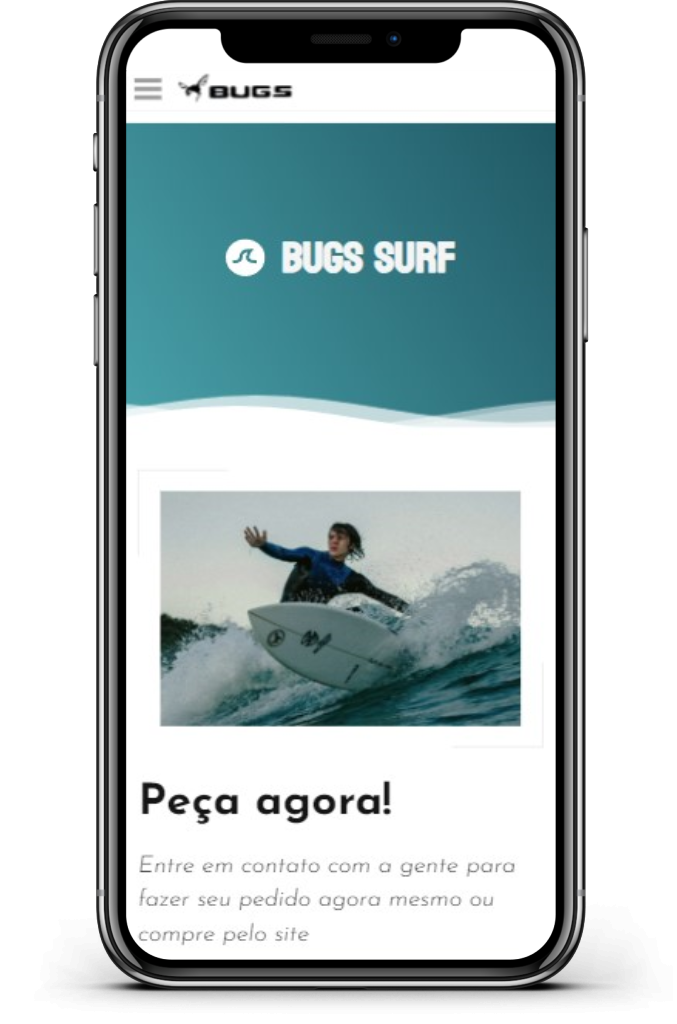 BUGS
BUGS SURF
Peça agora!
Entre em contato com a gente para
fazer seu pedido agora mesmo ou
compre pelo site